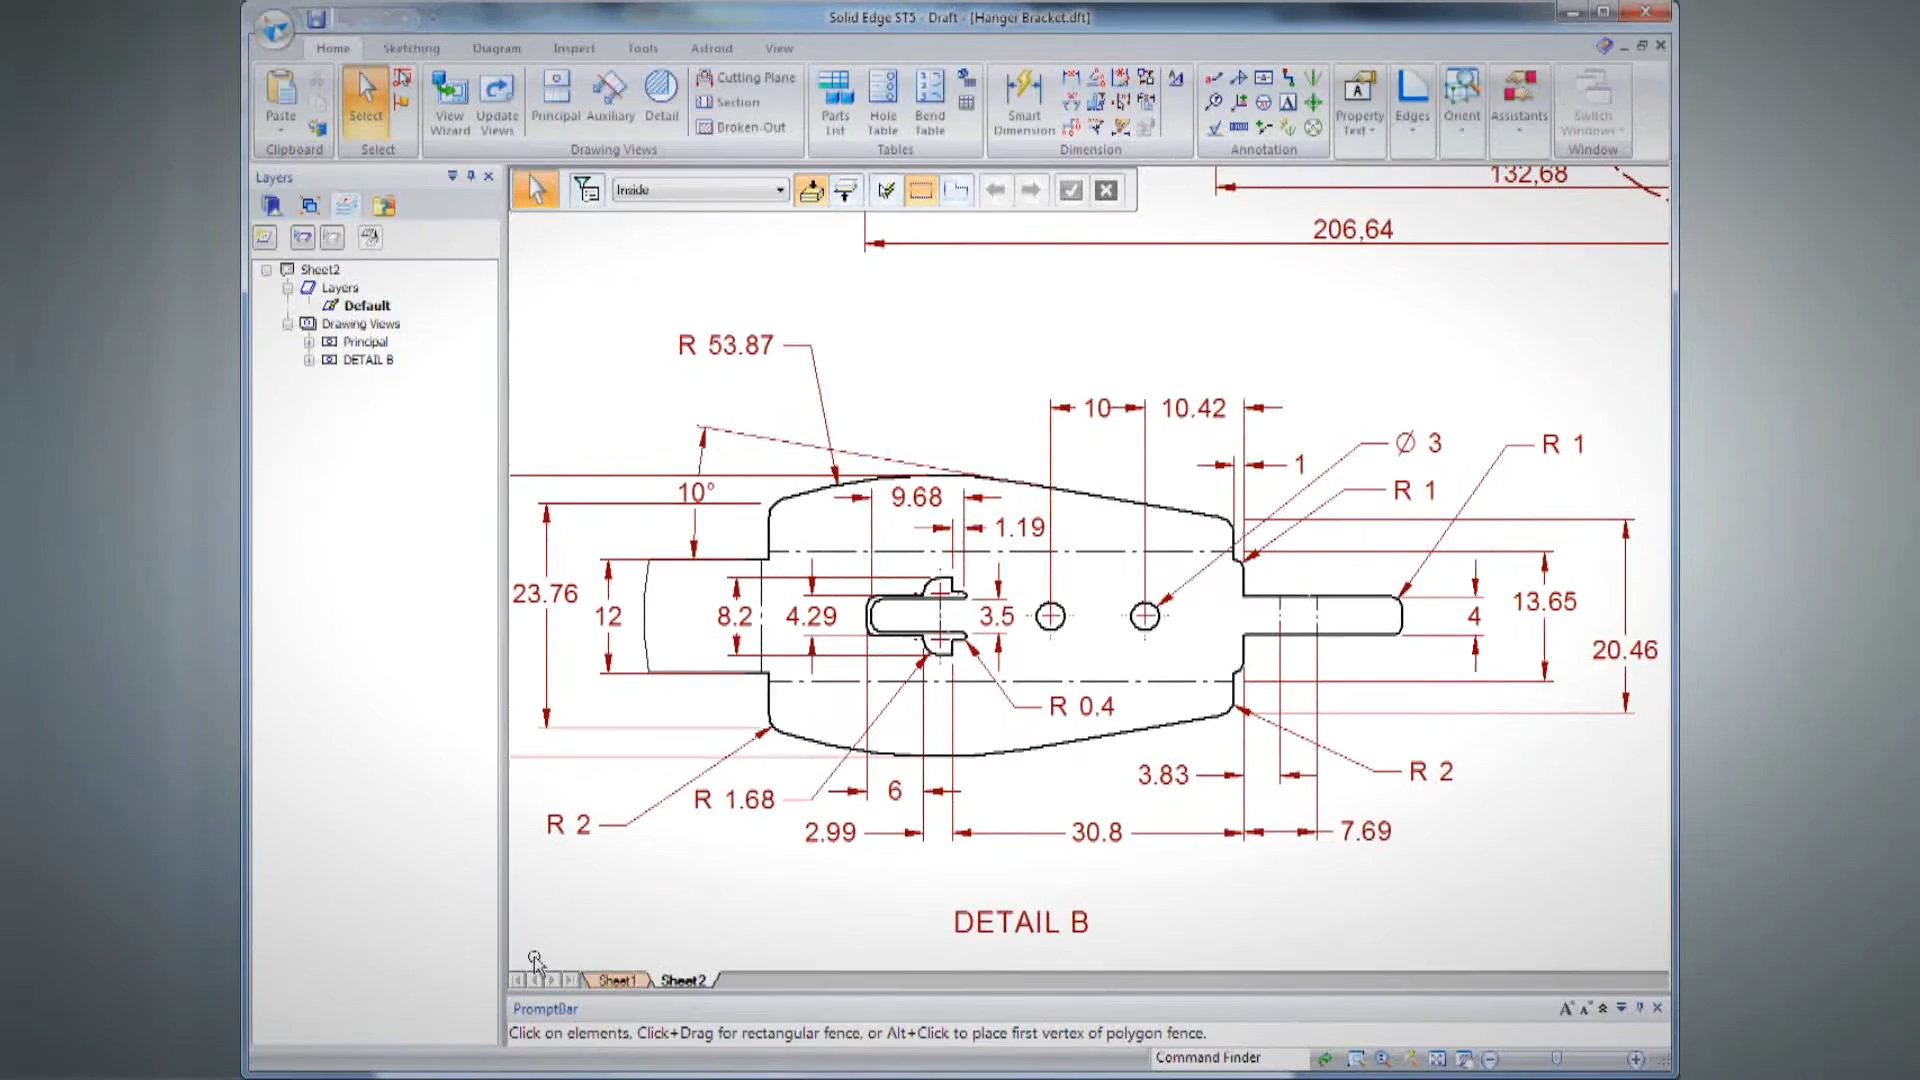 Solid Edge ST5 - Draft - [Hanger Bracket.dft]
Home Sketching Diagram Inspect Tools Astroid View
Paste
Clipboard
Select
Select
View Wizard
Update Views
Principal
Auxiliary
Detail
Cutting Plane
Section
Broken-Out
Drawing Views
Parts List
Hole Table
Bend Table
Tables
Smart Dimension
Dimension
Annotation
Property Text
Edges
Orient
Assistants
Switch Windows
Window
Layers
Inside
Sheet2
Layers
Default
Drawing Views
Principal
DETAIL B
132,68
206,64
R 53.87
10 10.42
Ø 3
R 1
1
R 1
10°
9.68
1.19
23.76
12
8.2
4.29
3.5
4
13.65
20.46
R 0.4
3.83
R 2
R 1.68
6
R 2
2.99
30.8
7.69
DETAIL B
Sheet1 Sheet2
PromptBar
Click on elements, Click+Drag for rectangular fence, or Alt+Click to place first vertex of polygon fence.
Command Finder